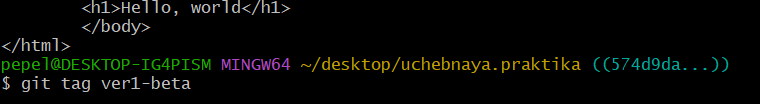 <h1>Hello, world</h1>
</body>
</html>
pepel@DESKTOP-IG4PISM MINGW64 ~/desktop/uchebnaya.praktika ((574d9da...))
$ git tag ver1-beta